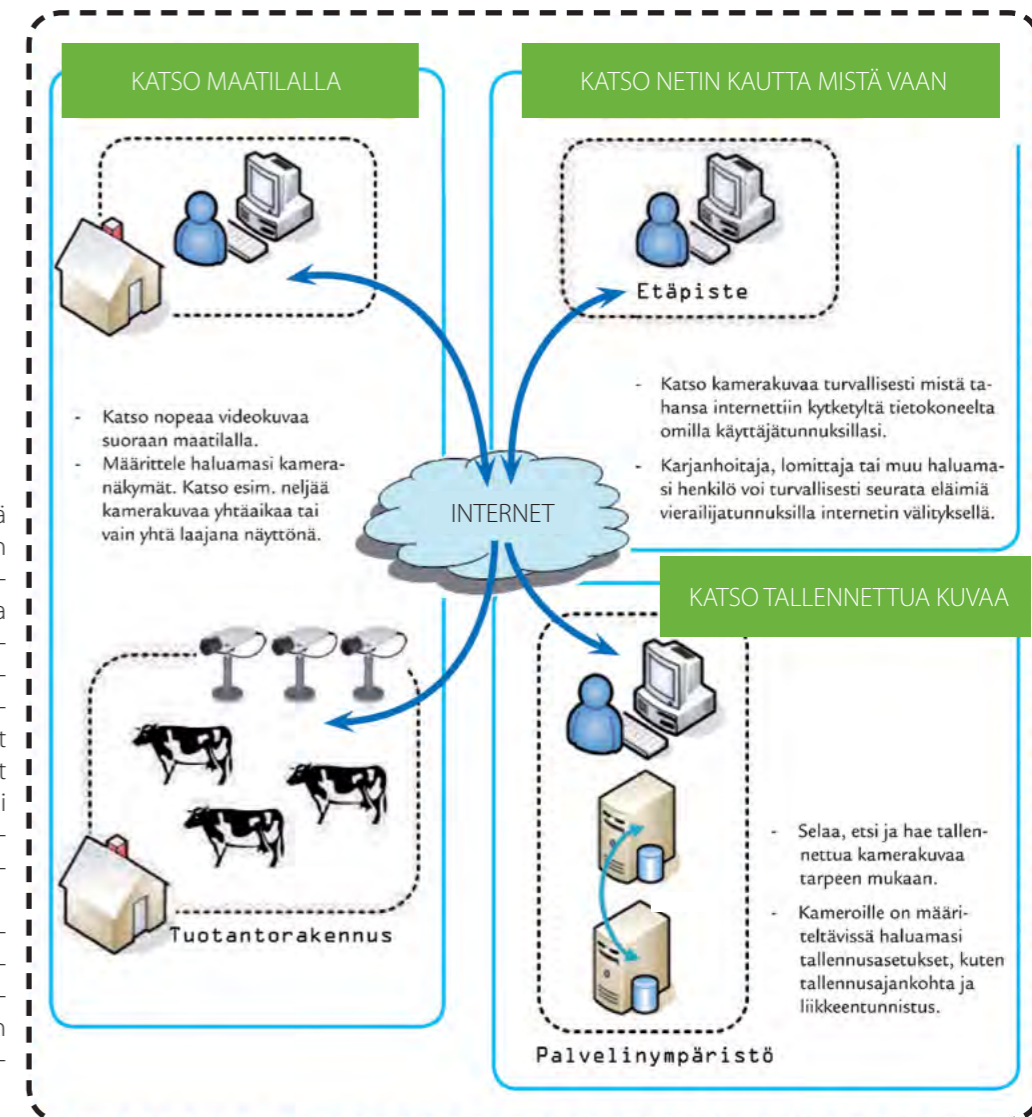 KATSO MAATILALLA
- Katso nopeaa videokuvaa
suoraan maatilalla.
- Määrittele haluamasi kamera-
näkymät. Katso esim. neljää
kamerakuvaa yhtäaikaa tai
vain yhtä laajana näyttönä.
Tuotantorakennus
KATSO NETIN KAUTTA MISTÄ VAAN
Etäpiste
- Katso kamerakuvaa turvallisesti mistä ta-
hansa internettiin kytketyltä tietokoneelta
omilla käyttäjätunnuksillasi.
- Karjanhoitaja, lomittaja tai muu haluama-
si henkilö voi turvallisesti seurata eläimiä
vierailijatunnuksilla internetin välityksellä.
INTERNET
KATSO TALLENNETTUA KUVAA
- Selaa, etsi ja hae tallen-
nettua kamerakuvaa
tarpeen mukaan.
- Kameroille on määri-
teltävissä haluamasi
tallennusasetukset, kuten
tallennusajankohta ja
liikkeentunnistus.
Palvelinympäristö